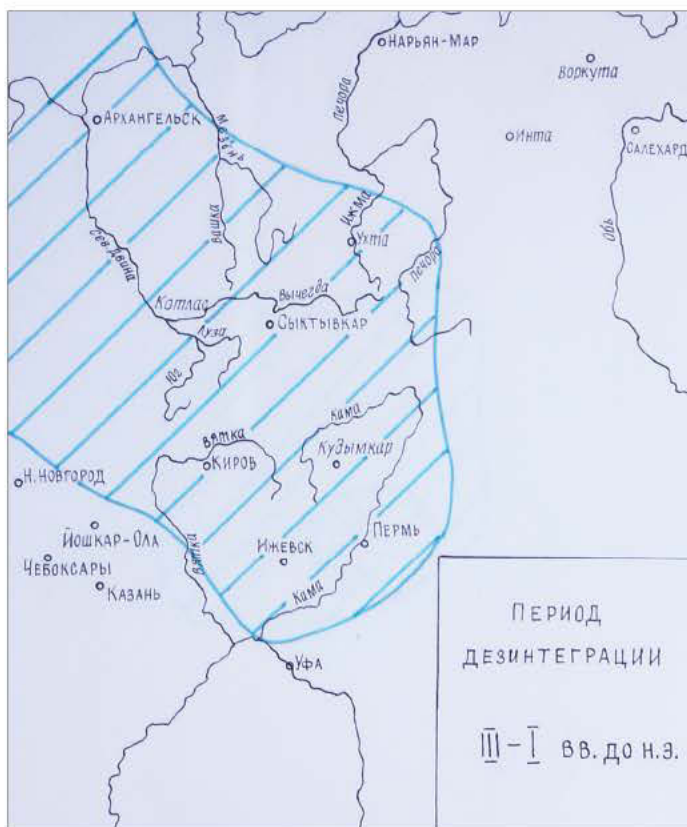 Нарьян-Мар
Воркута
Печора
Инта
Салехард
Архангельск
Мезень
Обь
Ижма
Ухта
Печора
Вашка
Сев.Двина
Вычегда
Котлас
Луза
Сыктывкар
Юг
Кама
Вятка
Киров
Кузымкар
Н.Новгород
Йошкар-Ола
Вятка
Ижевск
Пермь
Чебоксары
Казань
Кама
Уфа
Период
дезинтеграции
III – I вв. до н.э.